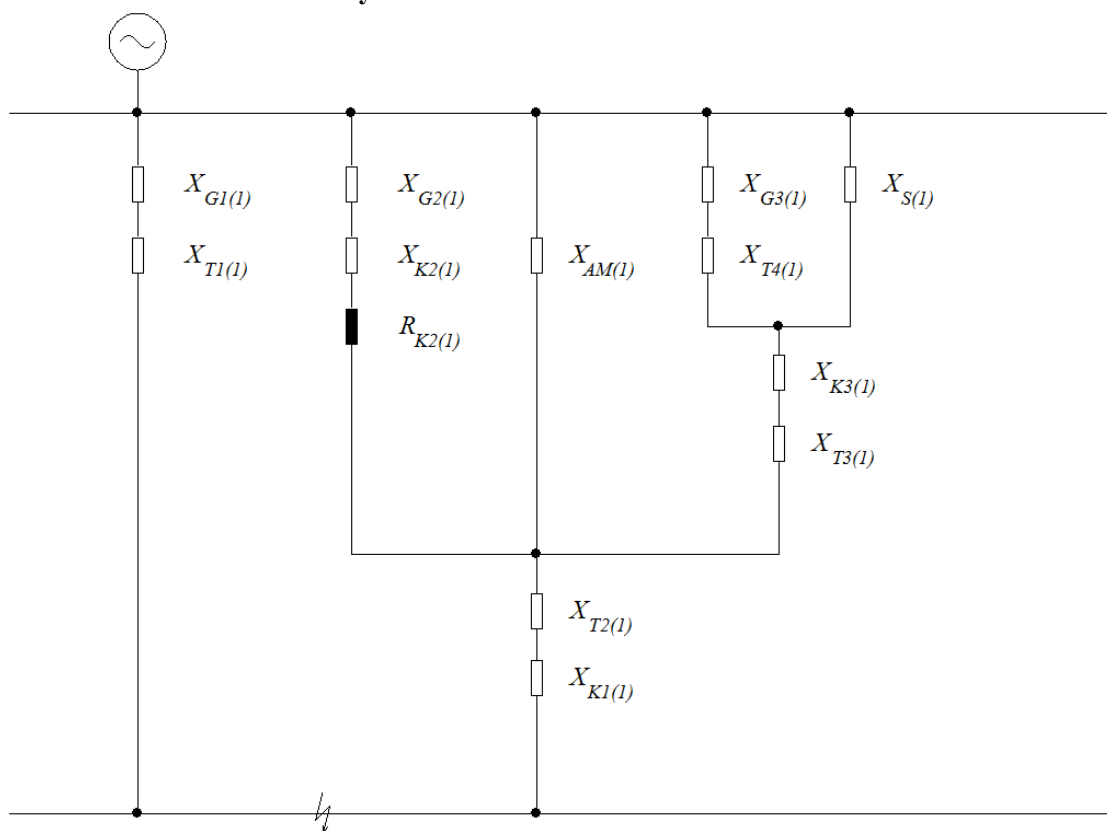 X_G1(1) X_G2(1) X_G3(1) X_S(1)
X_T1(1) X_K2(1) X_AM(1) X_T4(1)
R_K2(1)
X_K3(1)
X_T3(1)
X_T2(1)
X_K1(1)